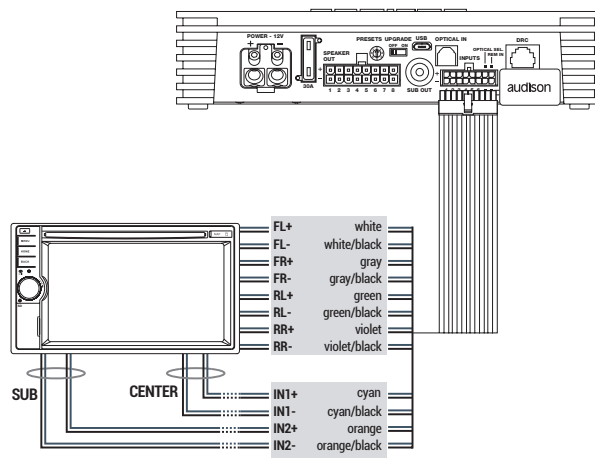 POWER - 12V
+ -
30A
SPEAKER OUT
+
-
1 2 3 4 5 6 7 8
PRESETS
UPGRADE
OFF ON
USB
SUB OUT
OPTICAL IN
INPUTS
+
-
OPTICAL SEL.
REM IN
DRC
audison
FL+ white
FL- white/black
FR+ gray
FR- gray/black
RL+ green
RL- green/black
RR+ violet
RR- violet/black
SUB
CENTER
IN1+ cyan
IN1- cyan/black
IN2+ orange
IN2- orange/black